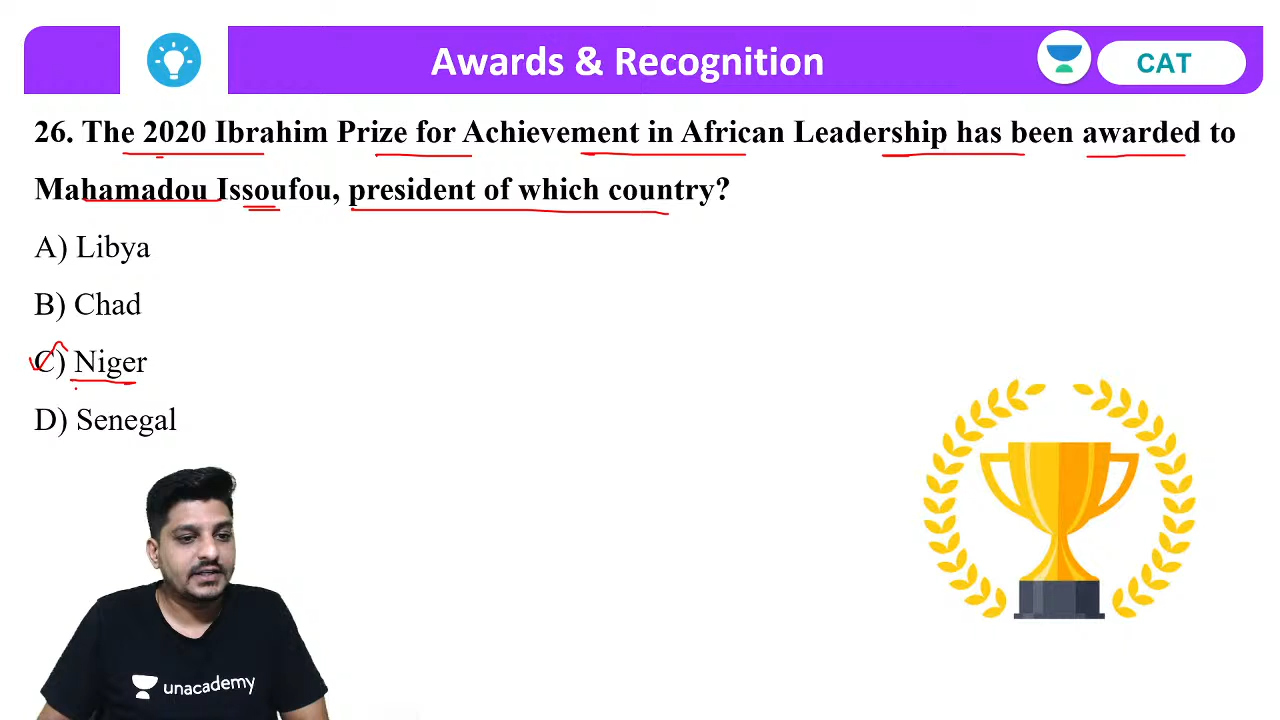 Awards & Recognition
CAT
26. The 2020 Ibrahim Prize for Achievement in African Leadership has been awarded to
Mahamadou Issoufou, president of which country?
A) Libya
B) Chad
C) Niger
D) Senegal
unacademy